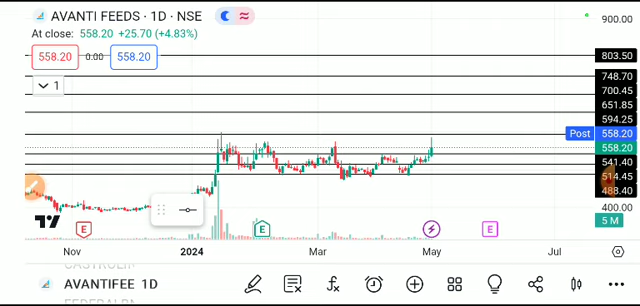 AVANTI FEEDS · 1D · NSE
At close: 558.20 +25.70 (+4.83%)
558.20 0.00 558.20
1
900.00
803.50
748.70
700.45
651.85
594.25
Post 558.20
558.20
541.40
514.45
488.40
400.00
5 M
E E E
Nov 2024 Mar May Jul
AVANTIFEE 1D